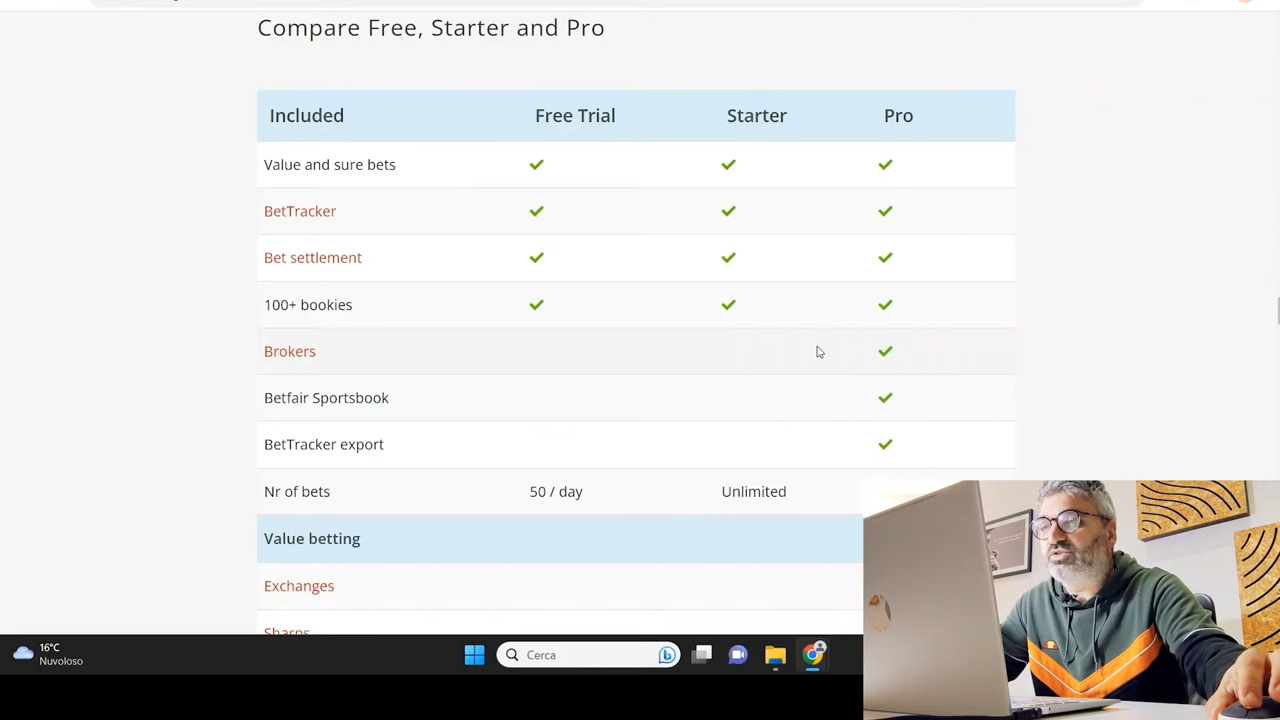 Compare Free, Starter and Pro
Included Free Trial Starter Pro
Value and sure bets
BetTracker
Bet settlement
100+ bookies
Brokers
Betfair Sportsbook
BetTracker export
Nr of bets 50 / day Unlimited
Value betting
Exchanges
Sharps
16°C
Nuvoloso
Cerca